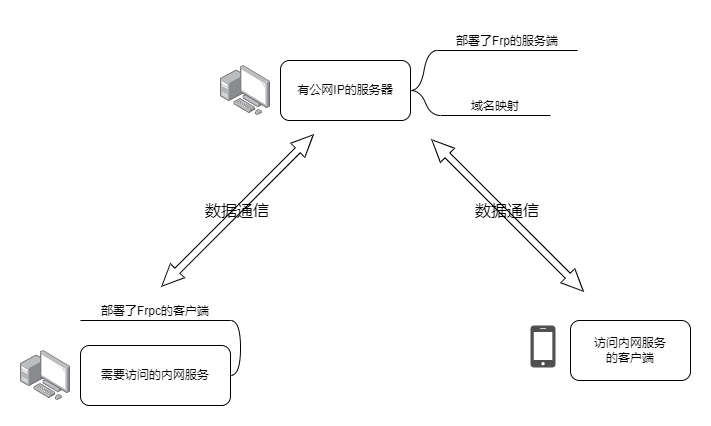 部署了Frp的服务端
有公网IP的服务器
域名映射
数据通信
数据通信
部署了Frpc的客户端
需要访问的内网服务
访问内网服务
的客户端